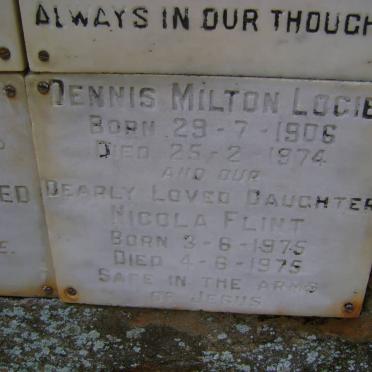 ALWAYS IN OUR THOUGH
DENNIS MILTON LOCIE
BORN 29-7-1906
DIED 25-2-1974
AND OUR
DEARLY LOVED DAUGHTER
NICOLA FLINT
BORN 3-6-1975
DIED 4-6-1975
SAFE IN THE ARMS
OF JESUS
ED
E.